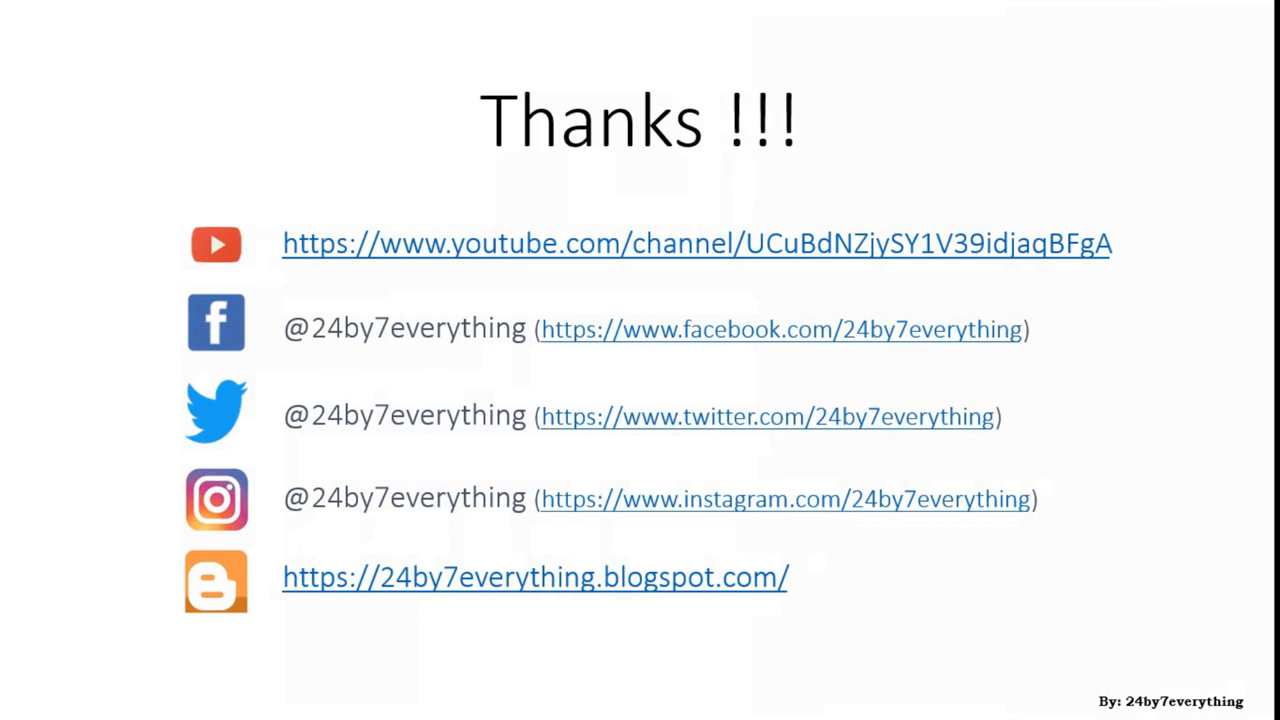 Thanks !!!
https://www.youtube.com/channel/UCuBdNZjySY1V39idjaqBFgA
@24by7everything (https://www.facebook.com/24by7everything)
@24by7everything (https://www.twitter.com/24by7everything)
@24by7everything (https://www.instagram.com/24by7everything)
https://24by7everything.blogspot.com/
By: 24by7everything